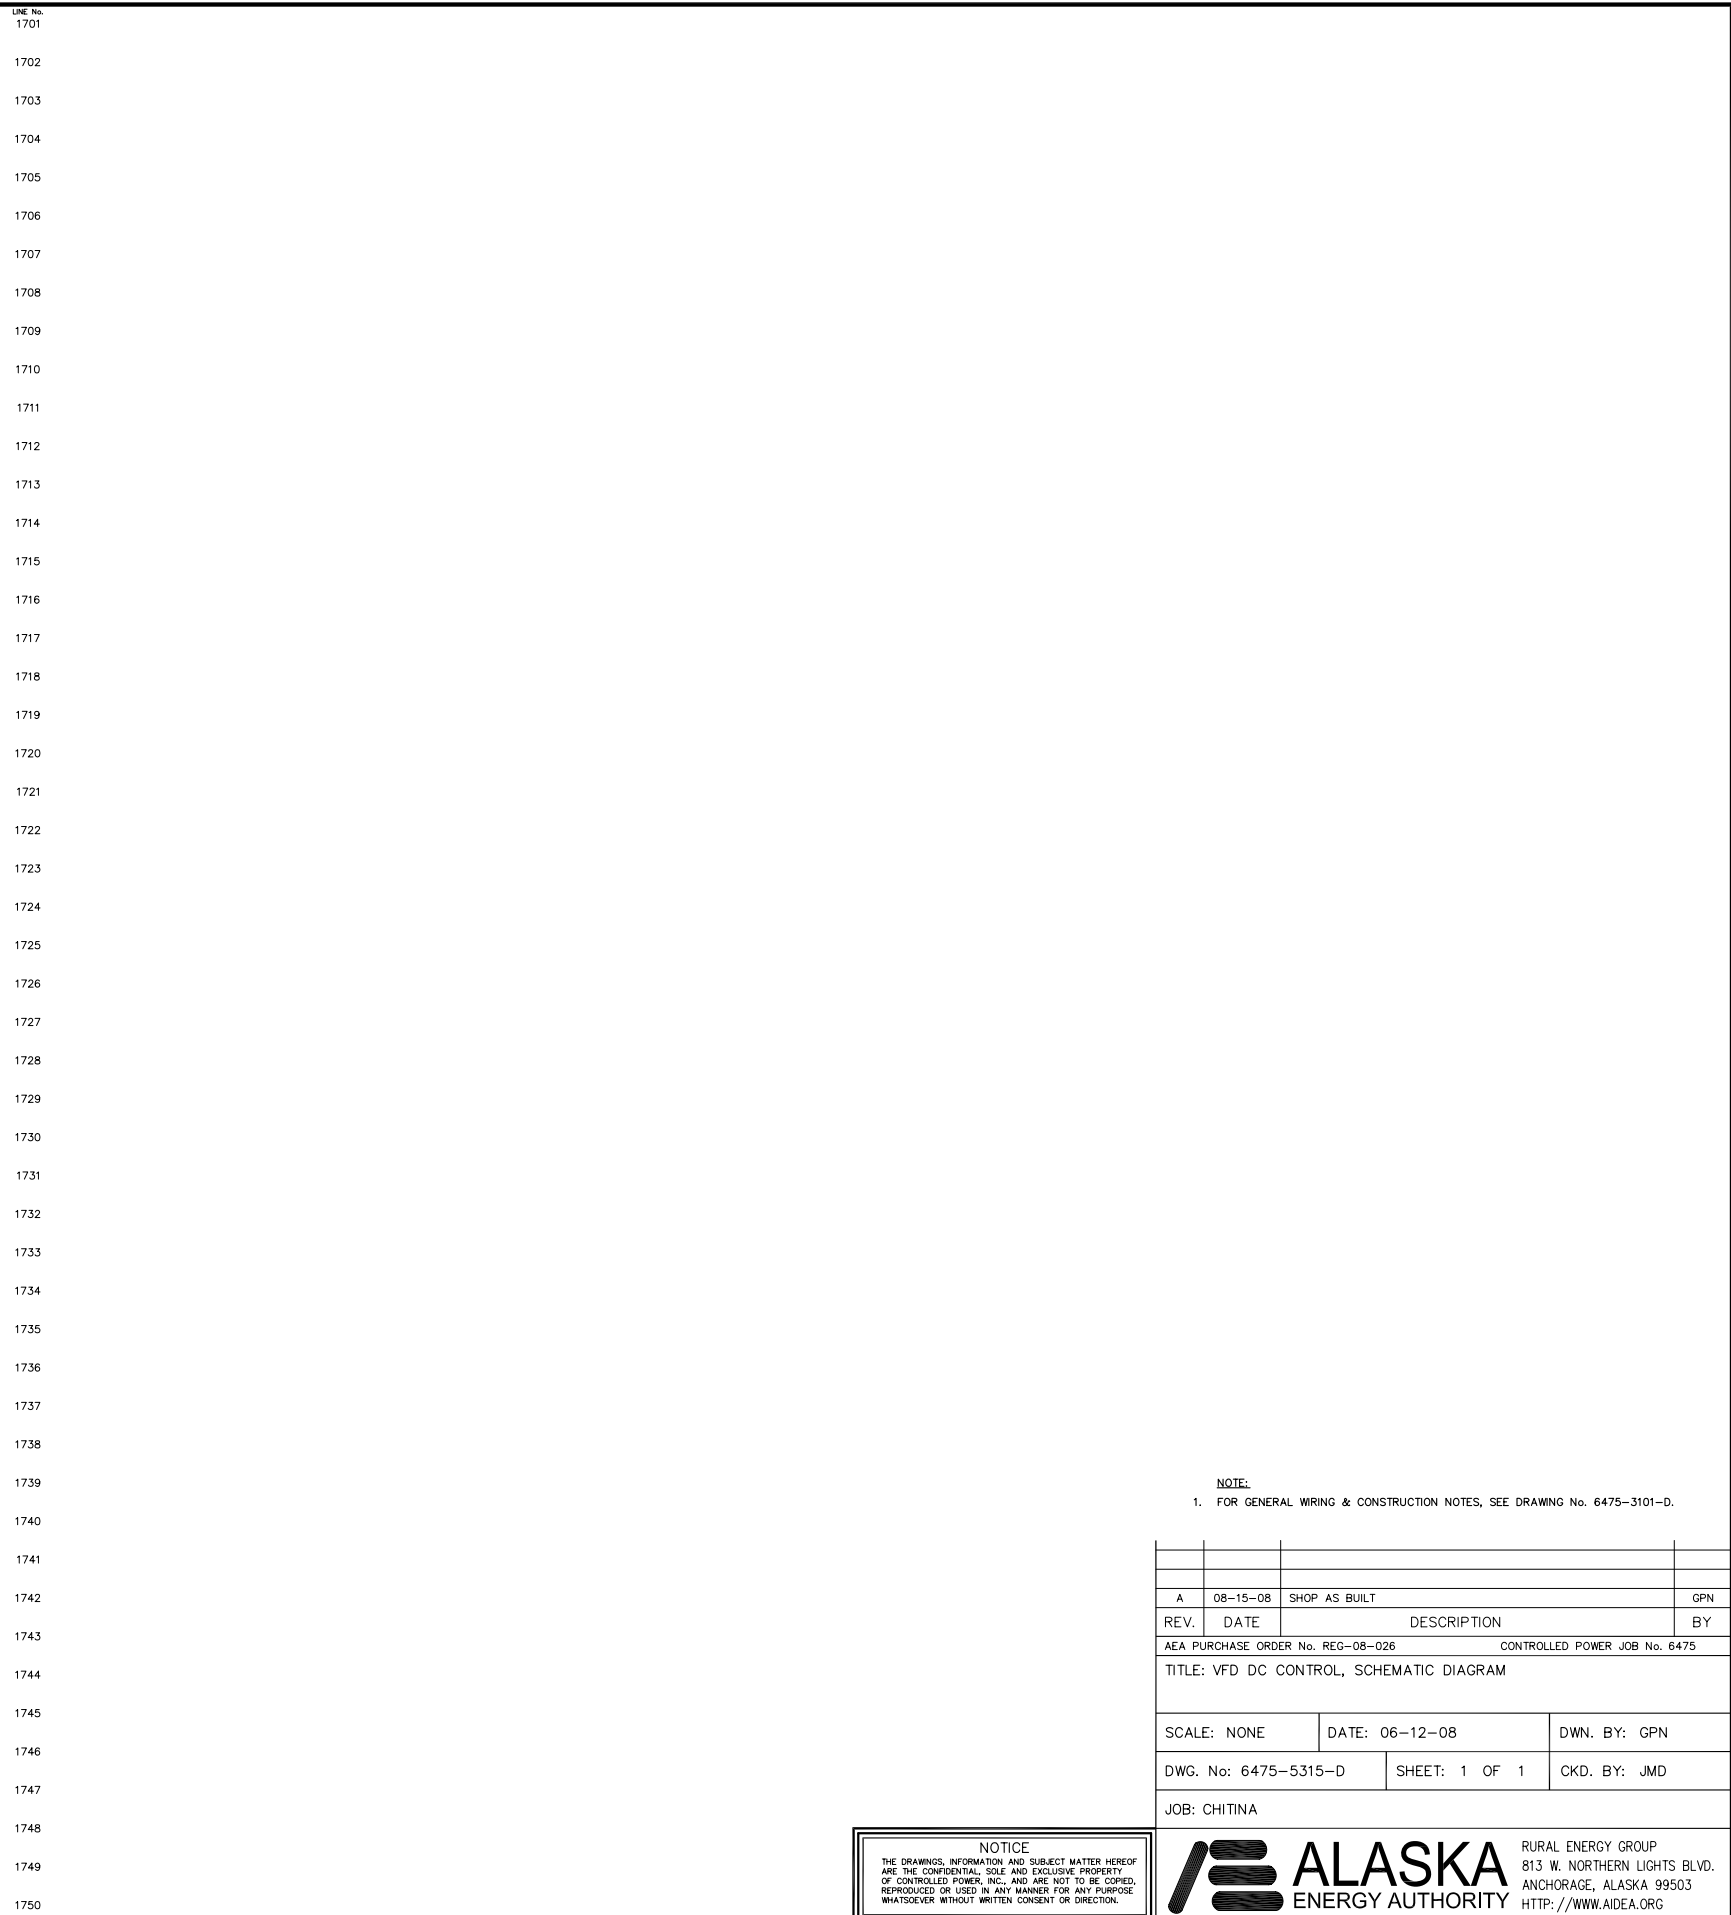 LINE No.
1701
1702
1703
1704
1705
1706
1707
1708
1709
1710
1711
1712
1713
1714
1715
1716
1717
1718
1719
1720
1721
1722
1723
1724
1725
1726
1727
1728
1729
1730
1731
1732
1733
1734
1735
1736
1737
1738
1739
1740
1741
1742
1743
1744
1745
1746
1747
1748
1749
1750
NOTE:
1. FOR GENERAL WIRING & CONSTRUCTION NOTES, SEE DRAWING No. 6475-3101-D.
A 08-15-08 SHOP AS BUILT GPN
REV. DATE DESCRIPTION BY
AEA PURCHASE ORDER No. REG-08-026 CONTROLLED POWER JOB No. 6475
TITLE: VFD DC CONTROL, SCHEMATIC DIAGRAM
SCALE: NONE DATE: 06-12-08 DWN. BY: GPN
DWG. No: 6475-5315-D SHEET: 1 OF 1 CKD. BY: JMD
JOB: CHITINA
NOTICE
THE DRAWINGS, INFORMATION AND SUBJECT MATTER HEREOF
ARE THE CONFIDENTIAL, SOLE AND EXCLUSIVE PROPERTY
OF CONTROLLED POWER, INC., AND ARE NOT TO BE COPIED,
REPRODUCED OR USED IN ANY MANNER FOR ANY PURPOSE
WHATSOEVER WITHOUT WRITTEN CONSENT OR DIRECTION.
ALASKA
ENERGY AUTHORITY
RURAL ENERGY GROUP
813 W. NORTHERN LIGHTS BLVD.
ANCHORAGE, ALASKA 99503
HTTP://WWW.AIDEA.ORG